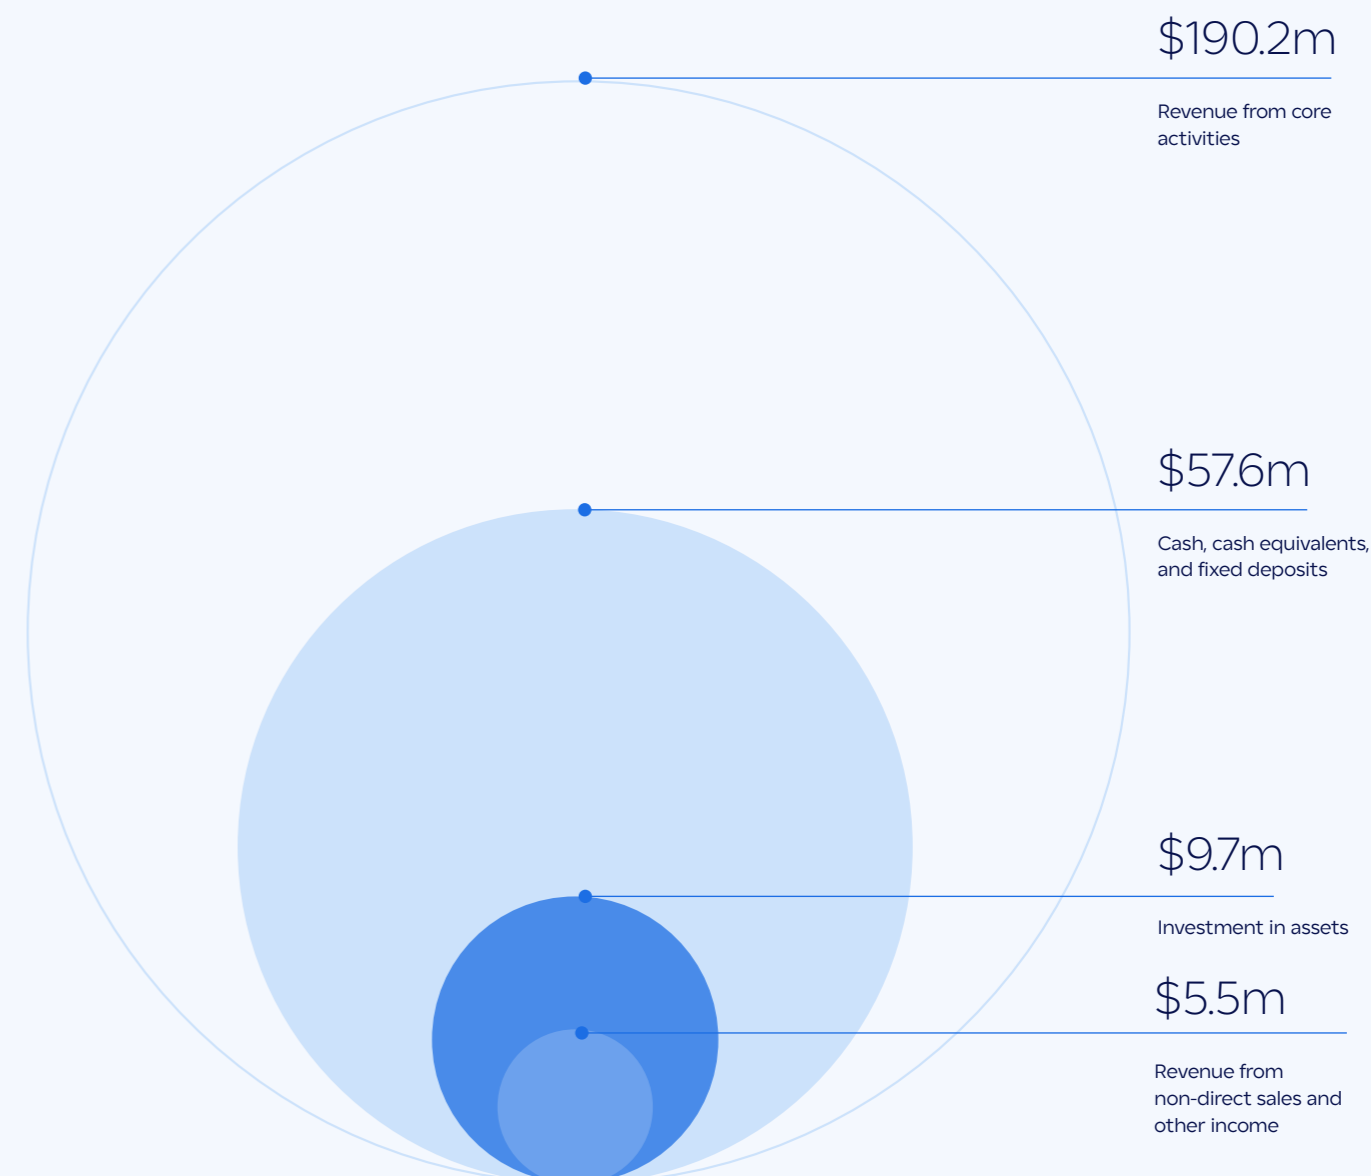 $190.2m
Revenue from core
activities
$57.6m
Cash, cash equivalents,
and fixed deposits
$9.7m
Investment in assets
$5.5m
Revenue from
non-direct sales and
other income